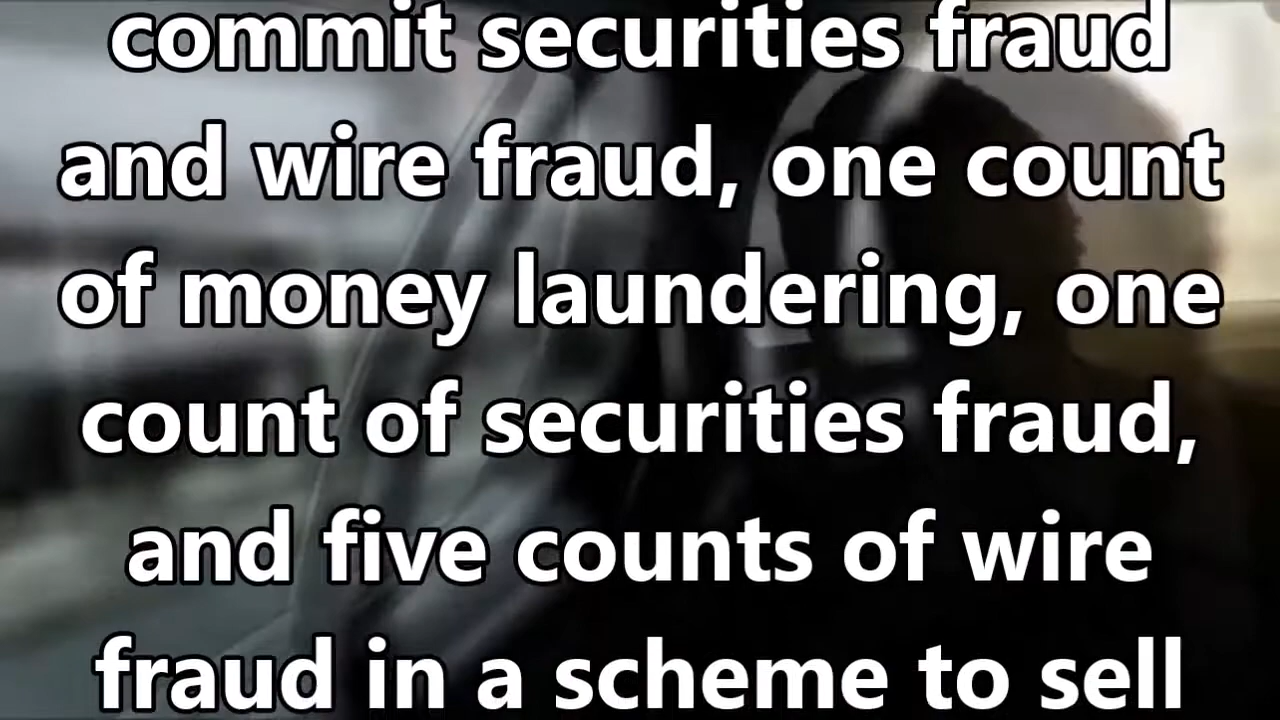 commit securities fraud
and wire fraud, one count
of money laundering, one
count of securities fraud,
and five counts of wire
fraud in a scheme to sell